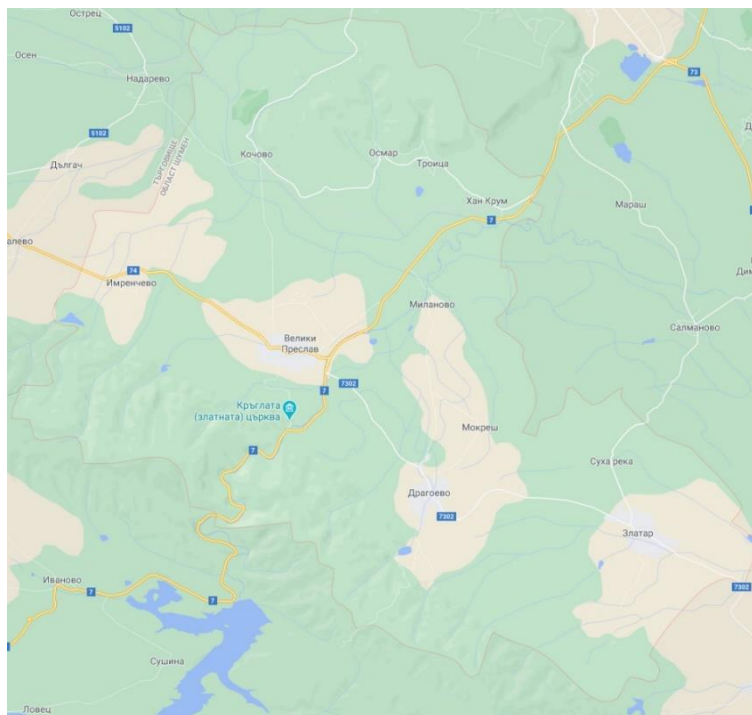 Острец
5102
Осен
Надарево
73
5102
ТЪРГОВИЩЕ
ОБЛАСТ ШУМЕН
Кочово
Осмар
Троица
Дългач
Хан Крум
Мараш
7
алево
74
Имренчево
Миланово
Салманово
Велики
Преслав
7302
7
Кръглата
(златната) църква
Мокреш
7
Суха река
Драгоево
7302
Златар
Иваново
7
7
7302
Сушина
Ловец